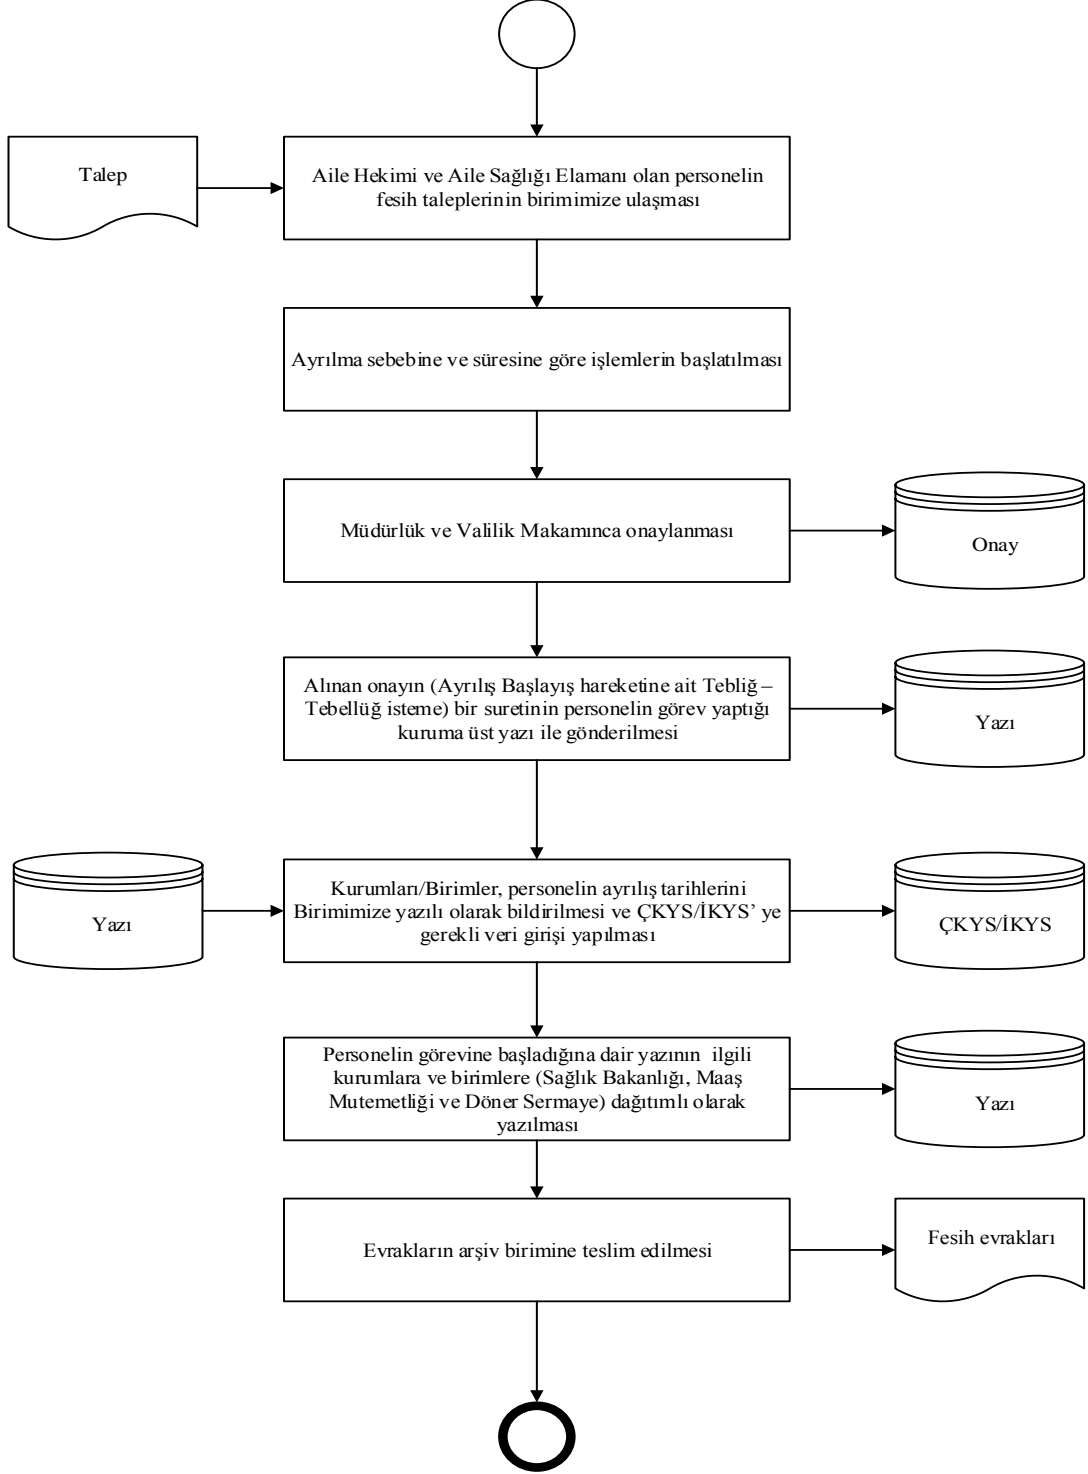 Talep
Aile Hekimi ve Aile Sağlığı Elamanı olan personelin
fesih taleplerinin birimimize ulaşması
Ayrılma sebebine ve süresine göre işlemlerin başlatılması
Müdürlük ve Valilik Makamınca onaylanması
Onay
Alınan onayın (Ayrılış Başlayış hareketine ait Tebliğ –
Tebellüğ isteme) bir suretinin personelin görev yaptığı
kuruma üst yazı ile gönderilmesi
Yazı
Yazı
Kurumları/Birimler, personelin ayrılış tarihlerini
Birimimize yazılı olarak bildirilmesi ve ÇKYS/İKYS’ ye
gerekli veri girişi yapılması
ÇKYS/İKYS
Personelin görevine başladığına dair yazının ilgili
kurumlara ve birimlere (Sağlık Bakanlığı, Maaş
Mutemetliği ve Döner Sermaye) dağıtımlı olarak
yazılması
Yazı
Evrakların arşiv birimine teslim edilmesi
Fesih evrakları